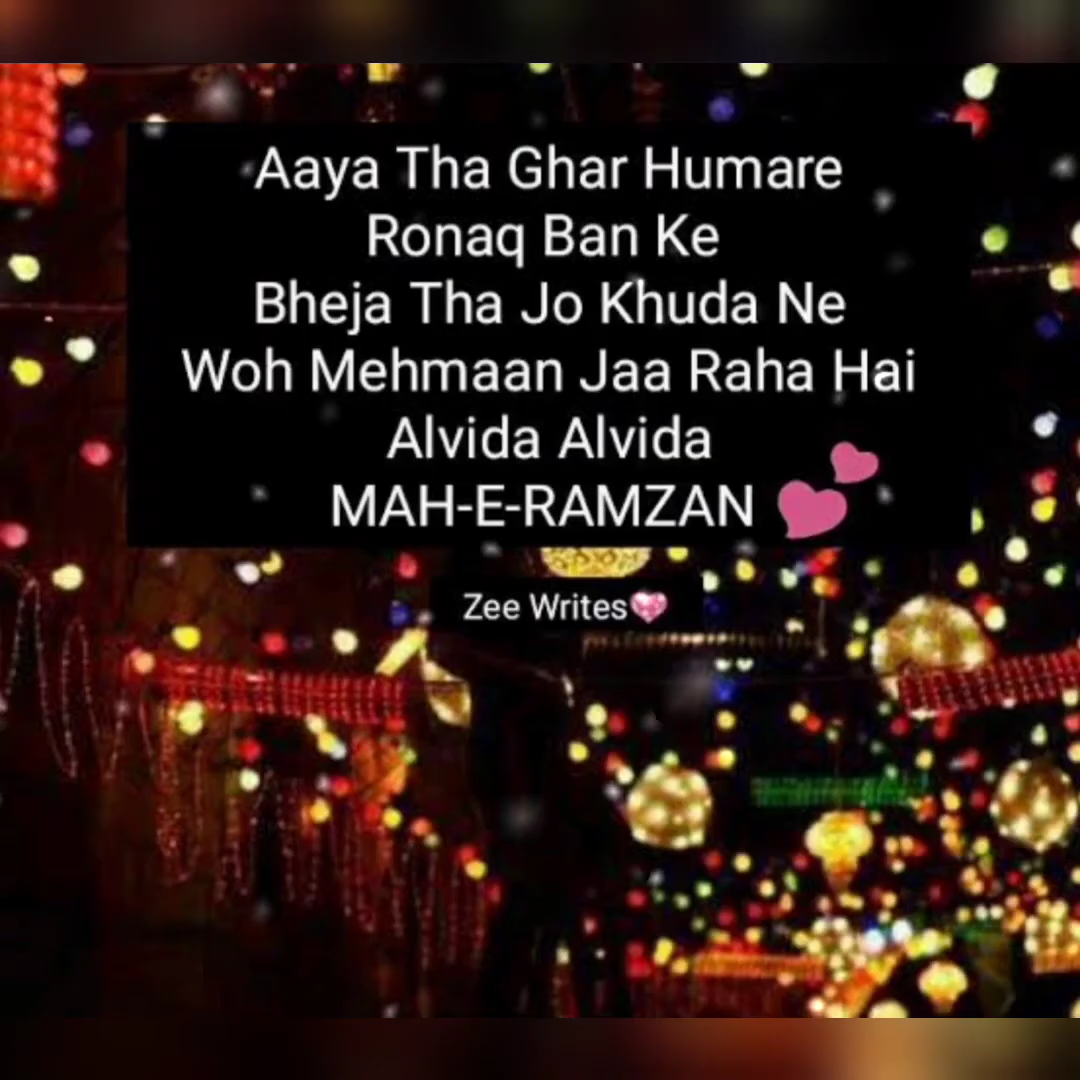 Aaya Tha Ghar Humare
Ronaq Ban Ke
Bheja Tha Jo Khuda Ne
Woh Mehmaan Jaa Raha Hai
Alvida Alvida
MAH-E-RAMZAN 💕
Zee Writes💖